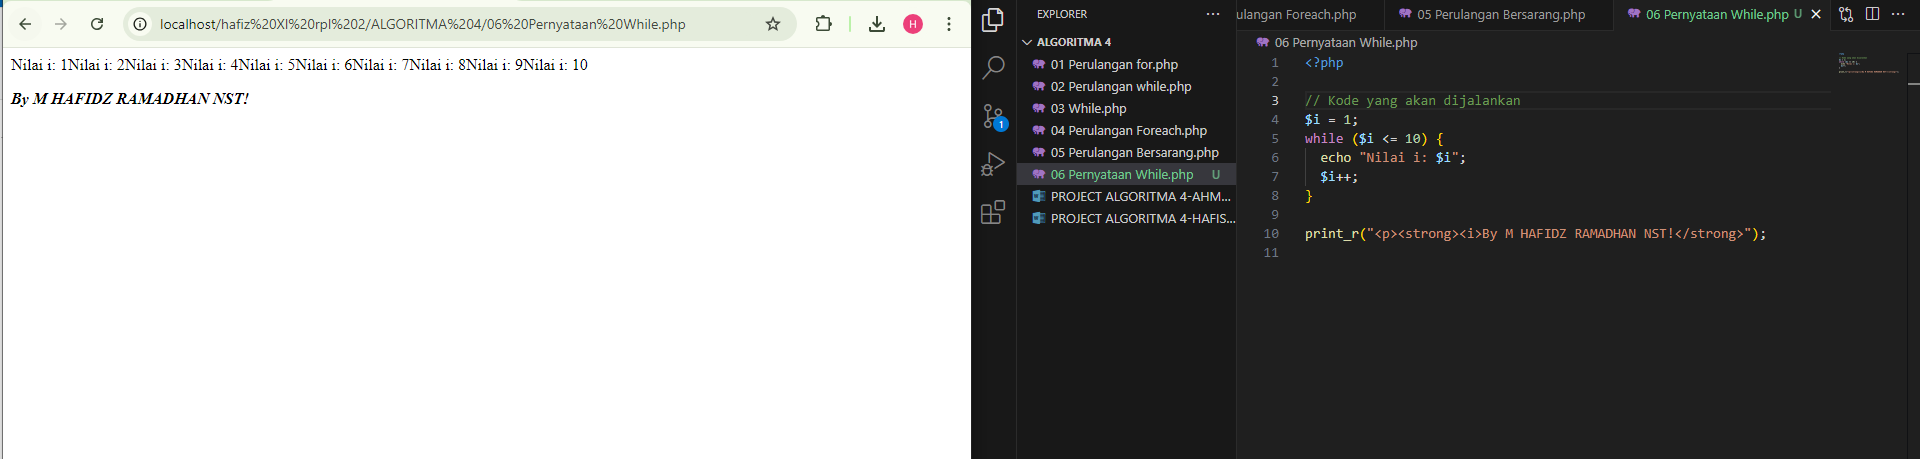 localhost/hafiz%20XI%20rpl%202/ALGORITMA%204/06%20Pernyataan%20While.php
H
Nilai i: 1Nilai i: 2Nilai i: 3Nilai i: 4Nilai i: 5Nilai i: 6Nilai i: 7Nilai i: 8Nilai i: 9Nilai i: 10
By M HAFIDZ RAMADHAN NST!
1
EXPLORER
ALGORITMA 4
01 Perulangan for.php
02 Perulangan while.php
03 While.php
04 Perulangan Foreach.php
05 Perulangan Bersarang.php
06 Pernyataan While.php U
PROJECT ALGORITMA 4-AHM...
PROJECT ALGORITMA 4-HAFIS...
ulangan Foreach.php 05 Perulangan Bersarang.php 06 Pernyataan While.php U
06 Pernyataan While.php
1 <?php
2
3 // Kode yang akan dijalankan
4 $i = 1;
5 while ($i <= 10) {
6 echo "Nilai i: $i";
7 $i++;
8 }
9
10 print_r("<p><strong><i>By M HAFIDZ RAMADHAN NST!</strong>");
11